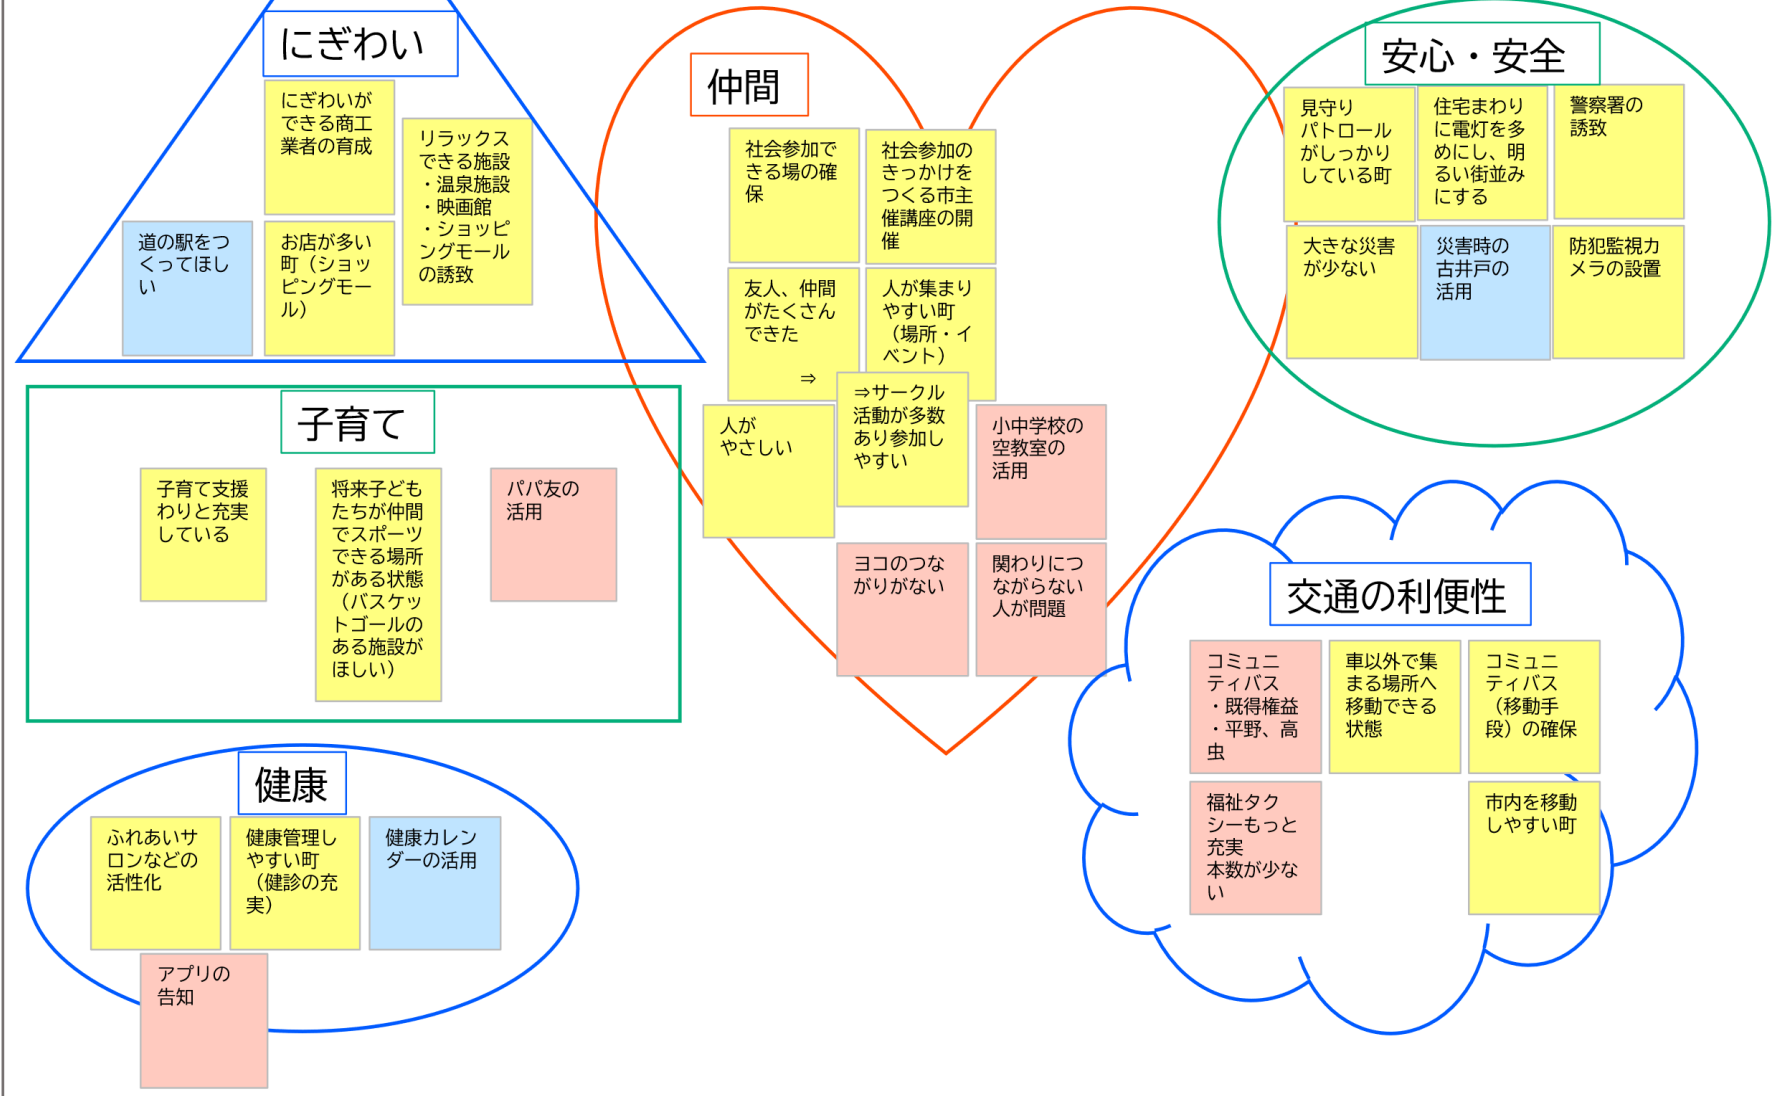 にぎわい
にぎわいが
できる商工
業者の育成
リラックス
できる施設
・温泉施設
・映画館
・ショッピ
ングモール
の誘致
道の駅をつ
くってほし
い
お店が多い
町（ショッ
ピングモー
ル）
仲間
社会参加で
きる場の確
保
社会参加の
きっかけを
つくる市主
催講座の開
催
友人、仲間
がたくさん
できた
⇒
人が集まり
やすい町
（場所・イ
ベント）
⇒サークル
活動が多数
あり参加し
やすい
人が
やさしい
小中学校の
空教室の
活用
ヨコのつな
がりがない
関わりにつ
ながらない
人が問題
安心・安全
見守り
パトロール
がしっかり
している町
住宅まわり
に電灯を多
めにし、明
るい街並み
にする
警察署の
誘致
大きな災害
が少ない
災害時の
古井戸の
活用
防犯監視カ
メラの設置
子育て
子育て支援
わりと充実
している
将来子ども
たちが仲間
でスポーツ
できる場所
がある状態
（バスケッ
トゴールの
ある施設が
ほしい）
パパ友の
活用
健康
ふれあいサ
ロンなどの
活性化
健康管理し
やすい町
（健診の充
実）
健康カレン
ダーの活用
アプリの
告知
交通の利便性
コミュニ
ティバス
・既得権益
・平野、高
虫
車以外で集
まる場所へ
移動できる
状態
コミュニ
ティバス
（移動手
段）の確保
福祉タク
シーもっと
充実
本数が少な
い
市内を移動
しやすい町